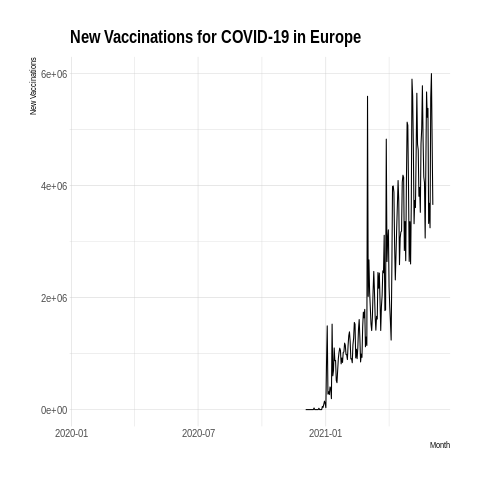 New Vaccinations for COVID-19 in Europe
New Vaccinations
6e+06
4e+06
2e+06
0e+00
2020-01 2020-07 2021-01
Month